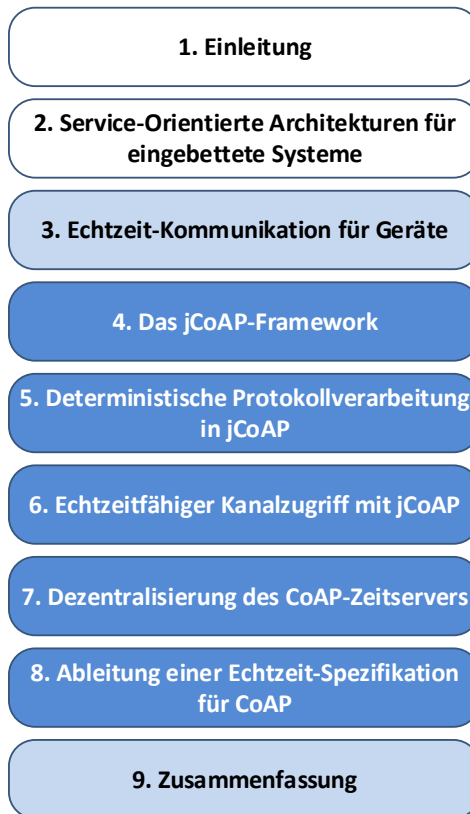 1. Einleitung
2. Service-Orientierte Architekturen für
eingebettete Systeme
3. Echtzeit-Kommunikation für Geräte
4. Das jCoAP-Framework
5. Deterministische Protokollverarbeitung
in jCoAP
6. Echtzeitfähiger Kanalzugriff mit jCoAP
7. Dezentralisierung des CoAP-Zeitservers
8. Ableitung einer Echtzeit-Spezifikation
für CoAP
9. Zusammenfassung